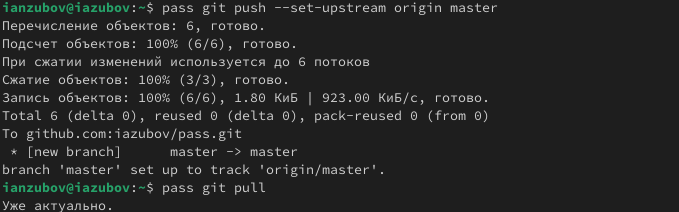 ianzubov@iazubov:~$ pass git push --set-upstream origin master
Перечисление объектов: 6, готово.
Подсчет объектов: 100% (6/6), готово.
При сжатии изменений используется до 6 потоков
Сжатие объектов: 100% (3/3), готово.
Запись объектов: 100% (6/6), 1.80 КиБ | 923.00 КиБ/с, готово.
Total 6 (delta 0), reused 0 (delta 0), pack-reused 0 (from 0)
To github.com:iazubov/pass.git
 * [new branch]      master -> master
branch 'master' set up to track 'origin/master'.
ianzubov@iazubov:~$ pass git pull
Уже актуально.